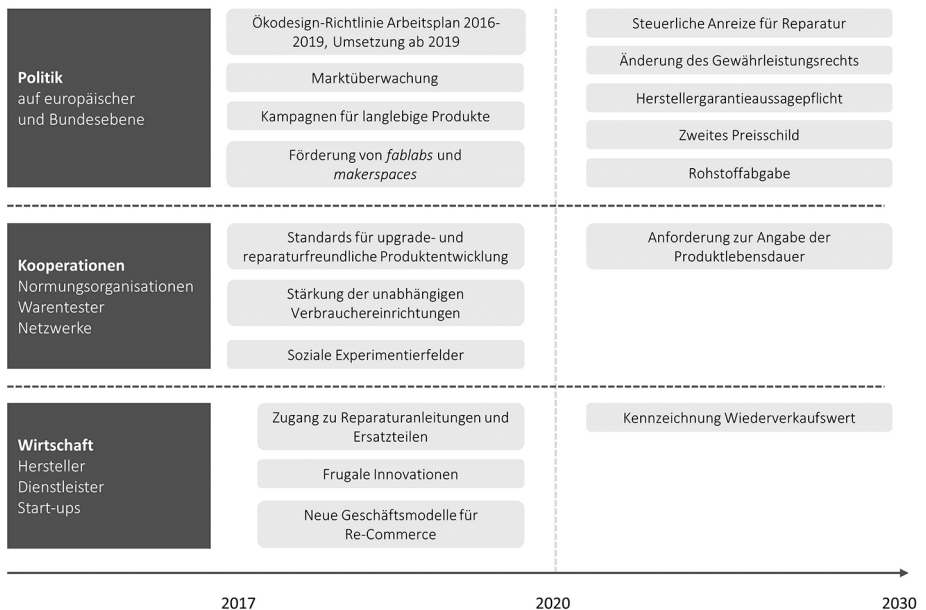 Politik
auf europäischer
und Bundesebene
Ökodesign-Richtlinie Arbeitsplan 2016-
2019, Umsetzung ab 2019
Marktüberwachung
Kampagnen für langlebige Produkte
Förderung von fablabs und
makerspaces
Steuerliche Anreize für Reparatur
Änderung des Gewährleistungsrechts
Herstellergarantieaussagepflicht
Zweites Preisschild
Rohstoffabgabe
Kooperationen
Normungsorganisationen
Warentester
Netzwerke
Standards für upgrade- und
reparaturfreundliche Produktentwicklung
Stärkung der unabhängigen
Verbrauchereinrichtungen
Soziale Experimentierfelder
Anforderung zur Angabe der
Produktlebensdauer
Wirtschaft
Hersteller
Dienstleister
Start-ups
Zugang zu Reparaturanleitungen und
Ersatzteilen
Frugale Innovationen
Neue Geschäftsmodelle für
Re-Commerce
Kennzeichnung Wiederverkaufswert
2017
2020
2030